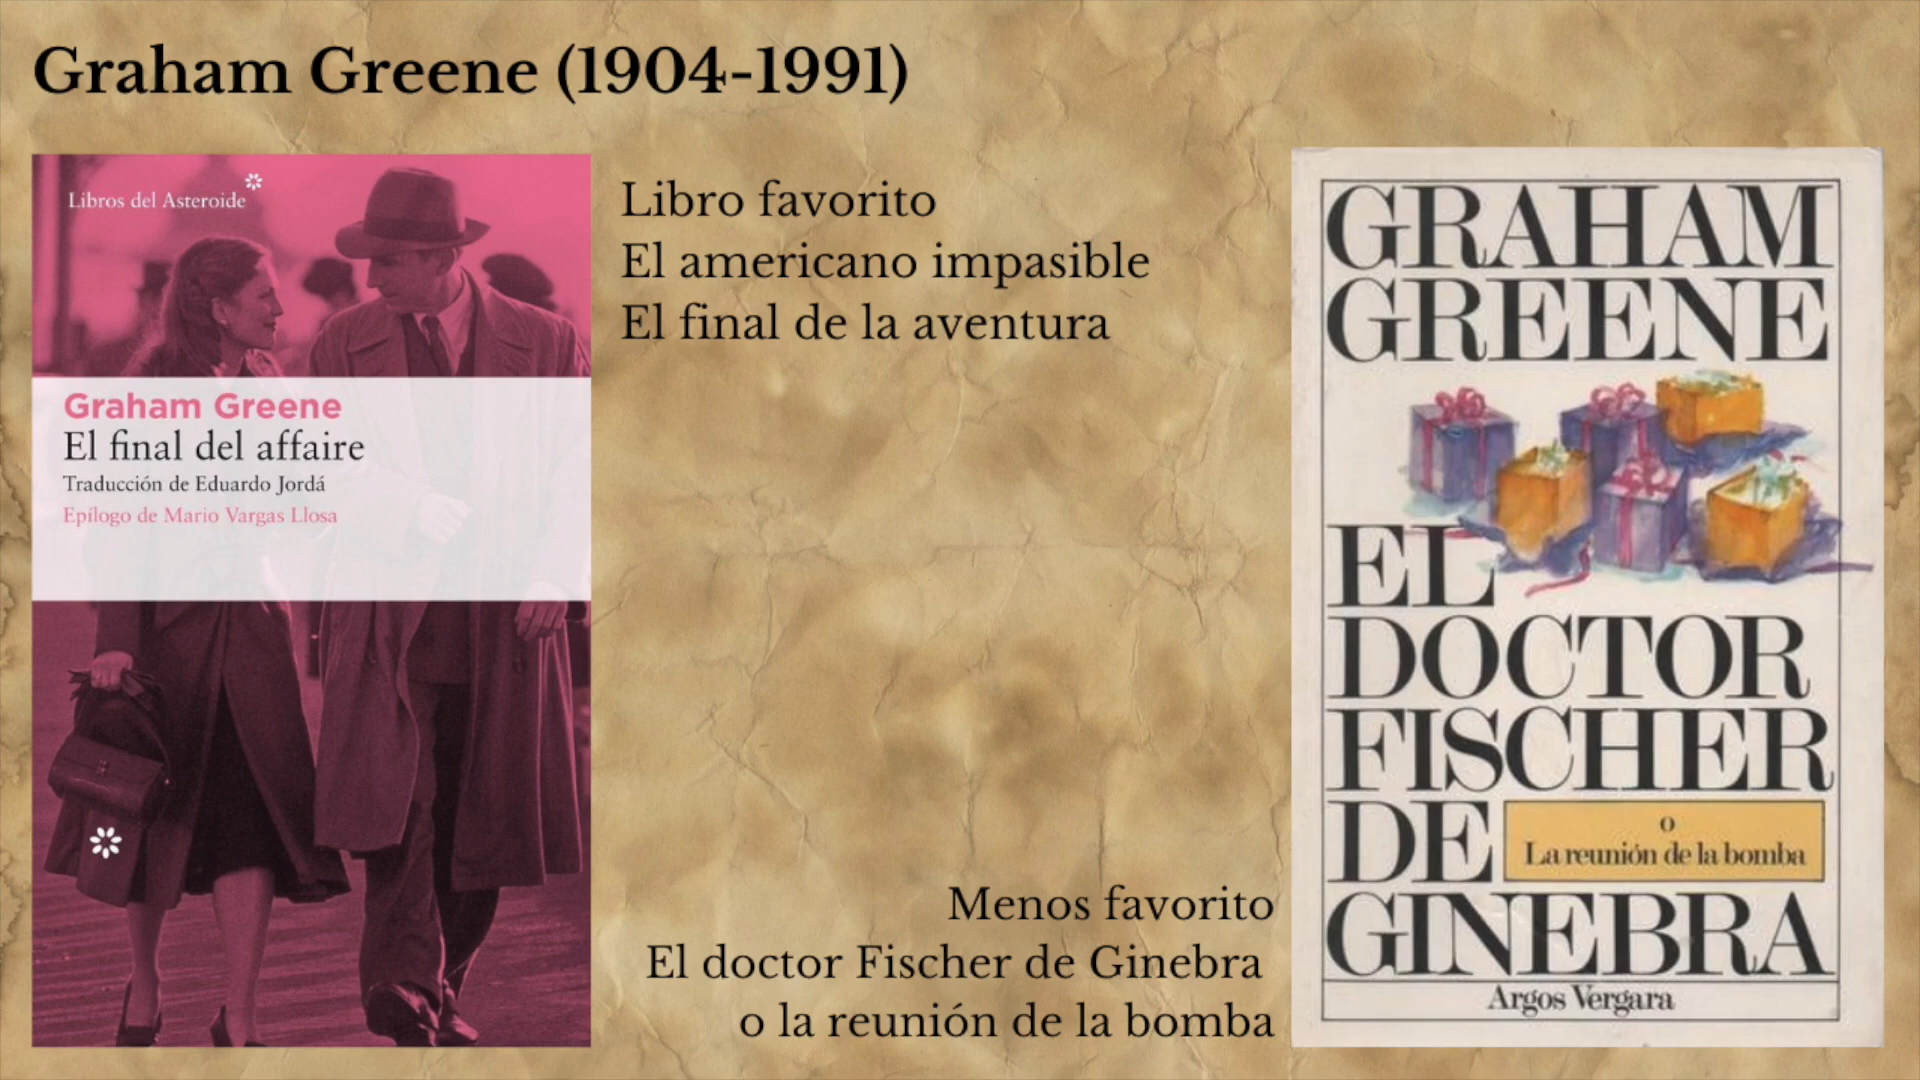 Graham Greene (1904-1991)
Libros del Asteroide
Graham Greene
El final del affaire
Traducción de Eduardo Jordá
Epílogo de Mario Vargas Llosa
Libro favorito
El americano impasible
El final de la aventura
Menos favorito
El doctor Fischer de Ginebra
o la reunión de la bomba
GRAHAM
GREENE
EL
DOCTOR
FISCHER
DE
o
La reunión de la bomba
GINEBRA
Argos Vergara